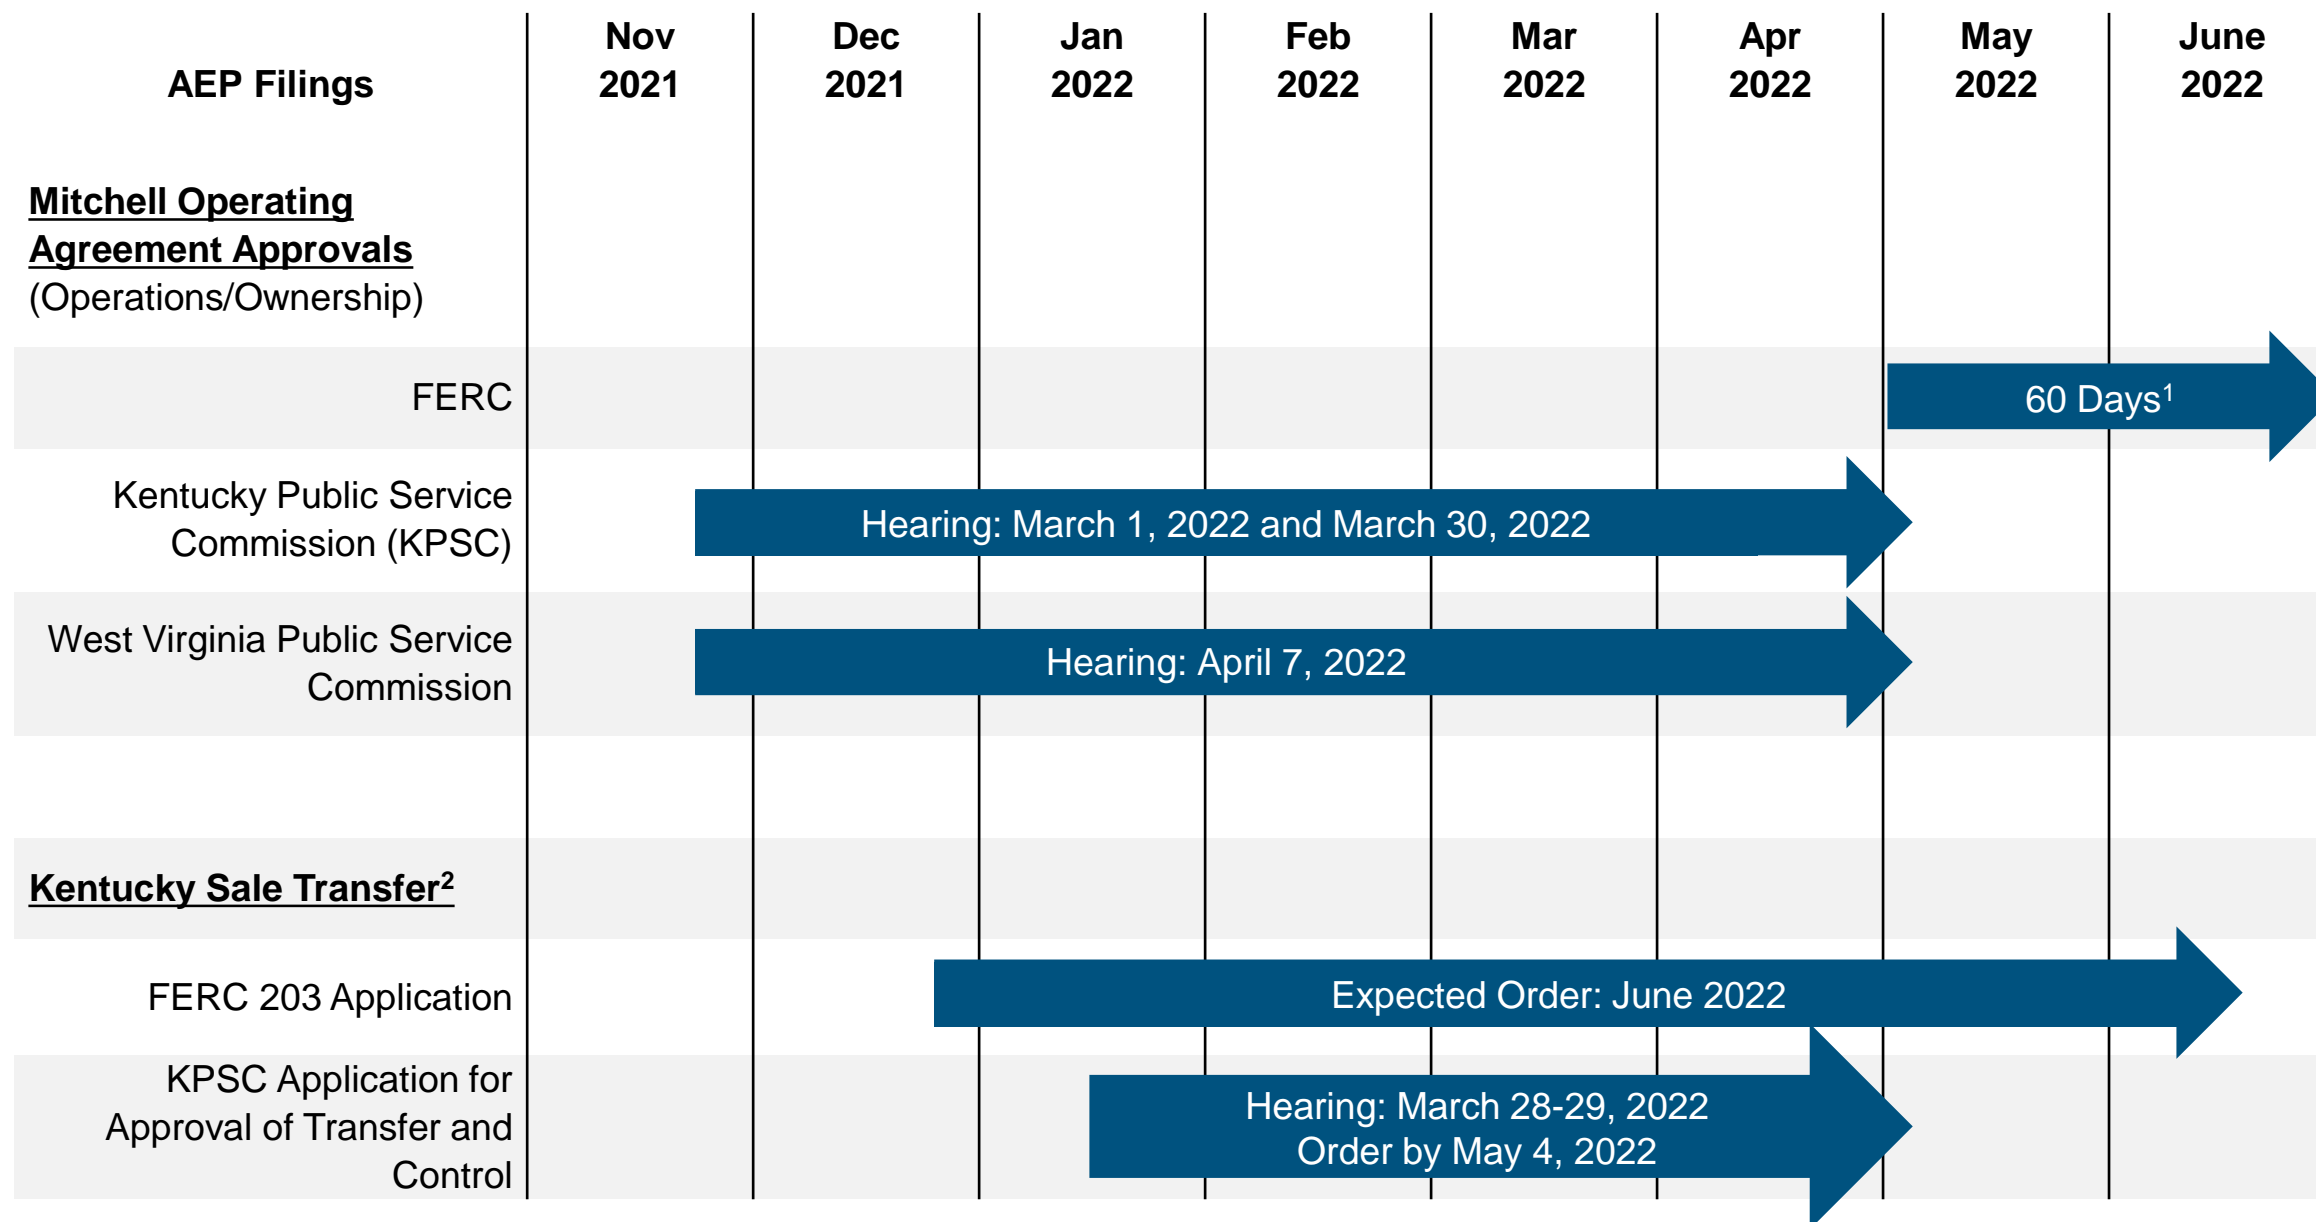 AEP Filings
Nov
2021
Dec
2021
Jan
2022
Feb
2022
Mar
2022
Apr
2022
May
2022
June
2022
Mitchell Operating
Agreement Approvals
(Operations/Ownership)
FERC
60 Days¹
Kentucky Public Service
Commission (KPSC)
Hearing: March 1, 2022 and March 30, 2022
West Virginia Public Service
Commission
Hearing: April 7, 2022
Kentucky Sale Transfer²
FERC 203 Application
Expected Order: June 2022
KPSC Application for
Approval of Transfer and
Control
Hearing: March 28-29, 2022
Order by May 4, 2022